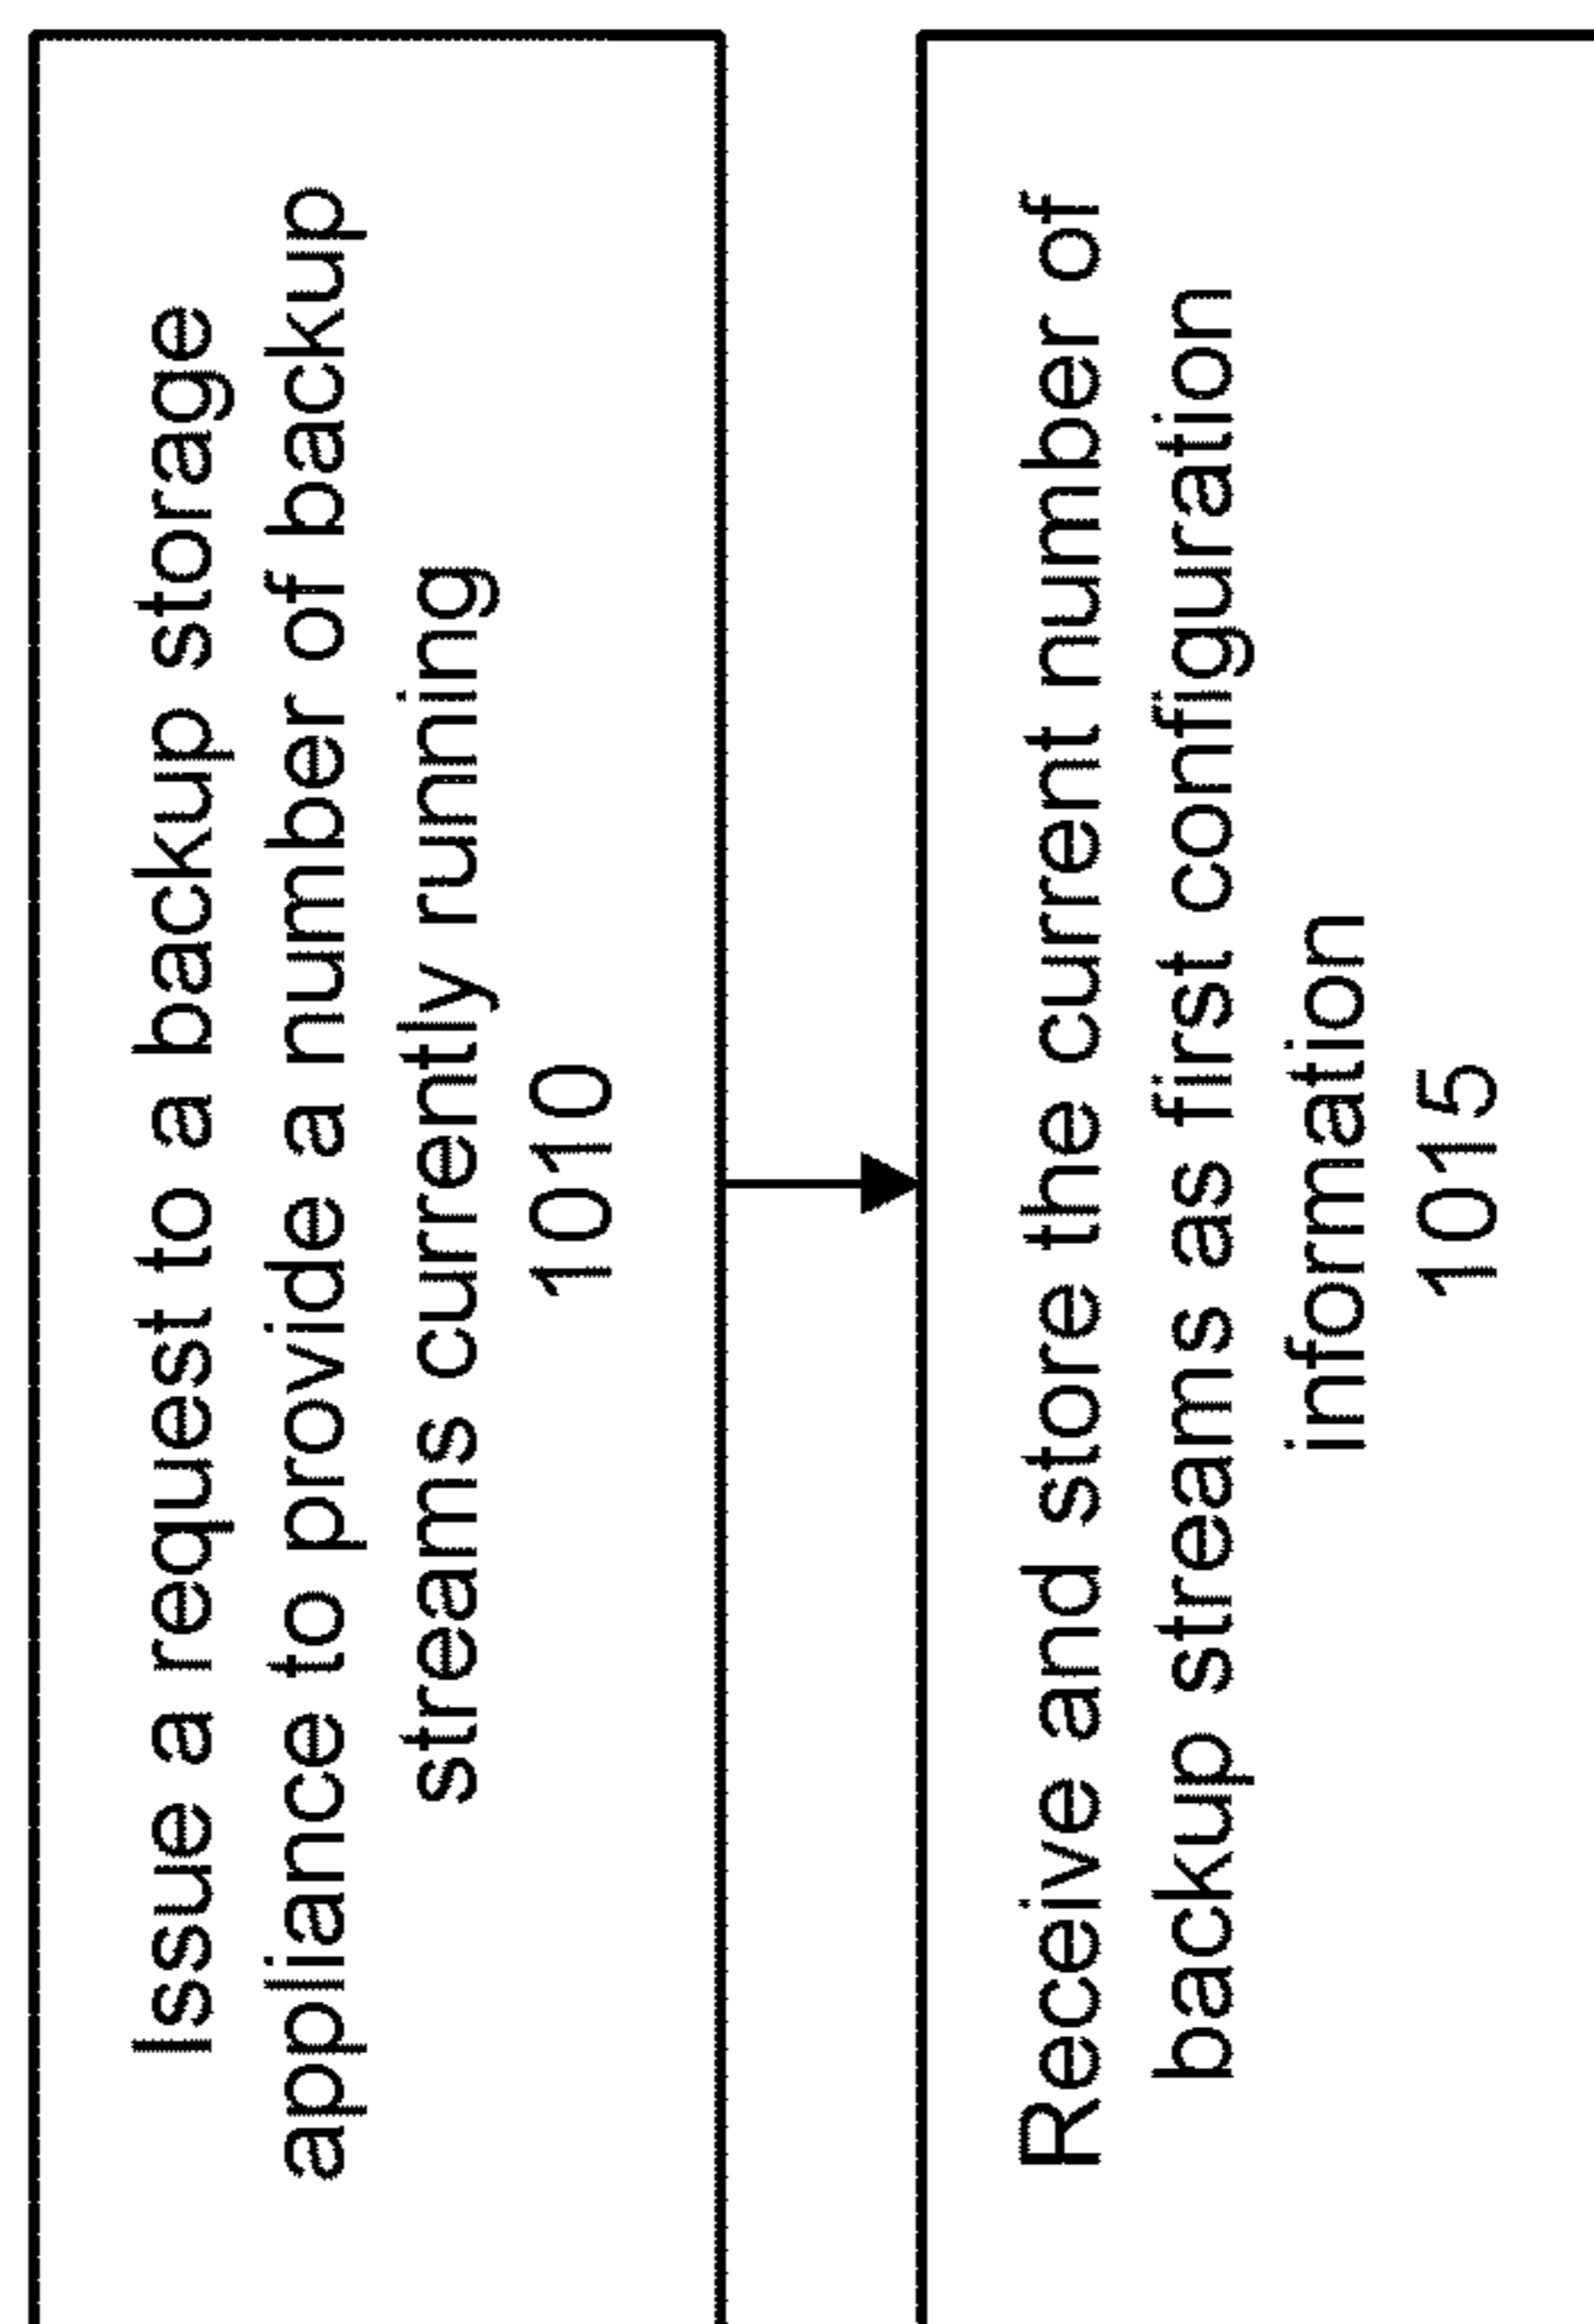 Issue a request to a backup storage
appliance to provide a number of backup
streams currently running
1010
Receive and store the current number of
backup streams as first configuration
information
1015